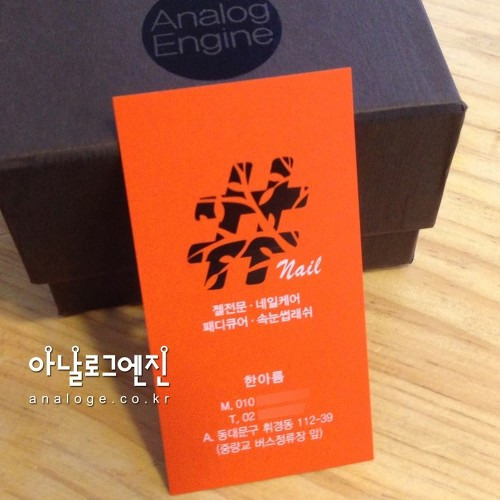 Analog
Engine
Nail
젤전문 · 네일케어
패디큐어 · 속눈썹래쉬
한아름
M. 010
T. 02
A. 동대문구 휘경동 112-39
(중랑교 버스정류장 앞)
아날로그엔진
analoge.co.kr